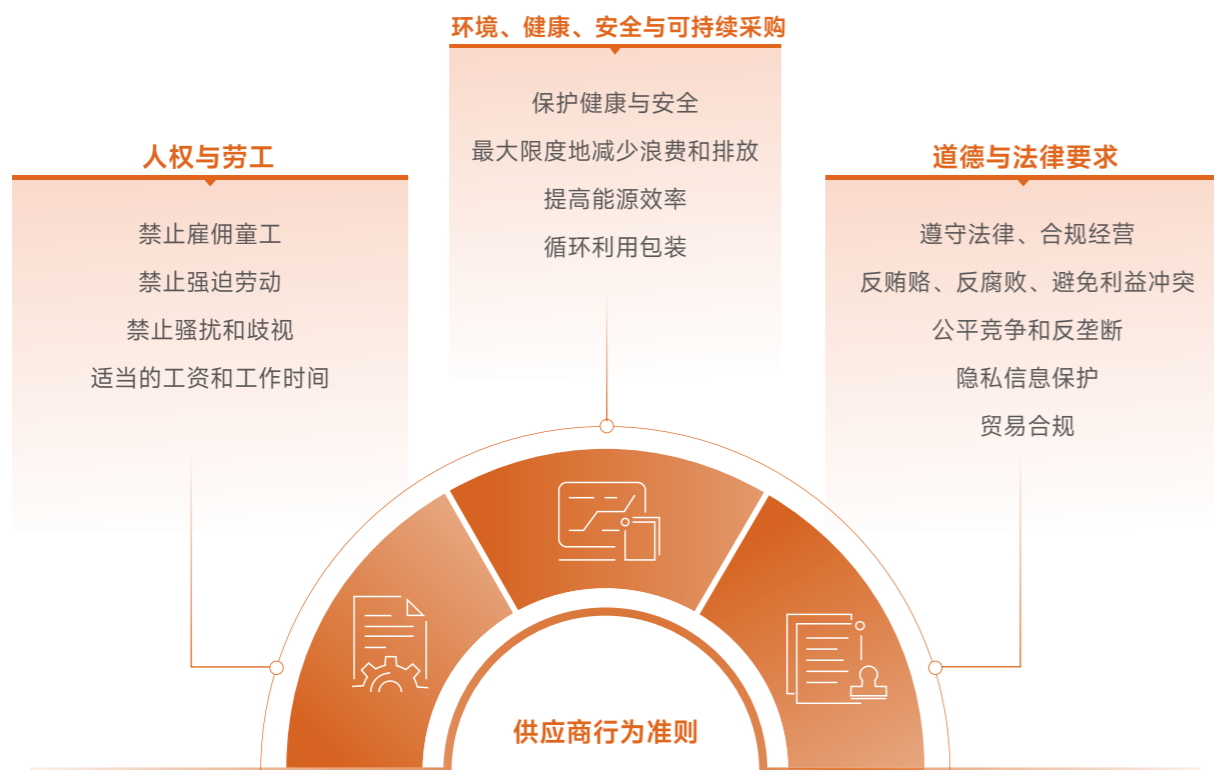 环境、健康、安全与可持续采购
保护健康与安全
最大限度地减少浪费和排放
提高能源效率
循环利用包装
人权与劳工
禁止雇佣童工
禁止强迫劳动
禁止骚扰和歧视
适当的工资和工作时间
道德与法律要求
遵守法律、合规经营
反贿赂、反腐败、避免利益冲突
公平竞争和反垄断
隐私信息保护
贸易合规
供应商行为准则